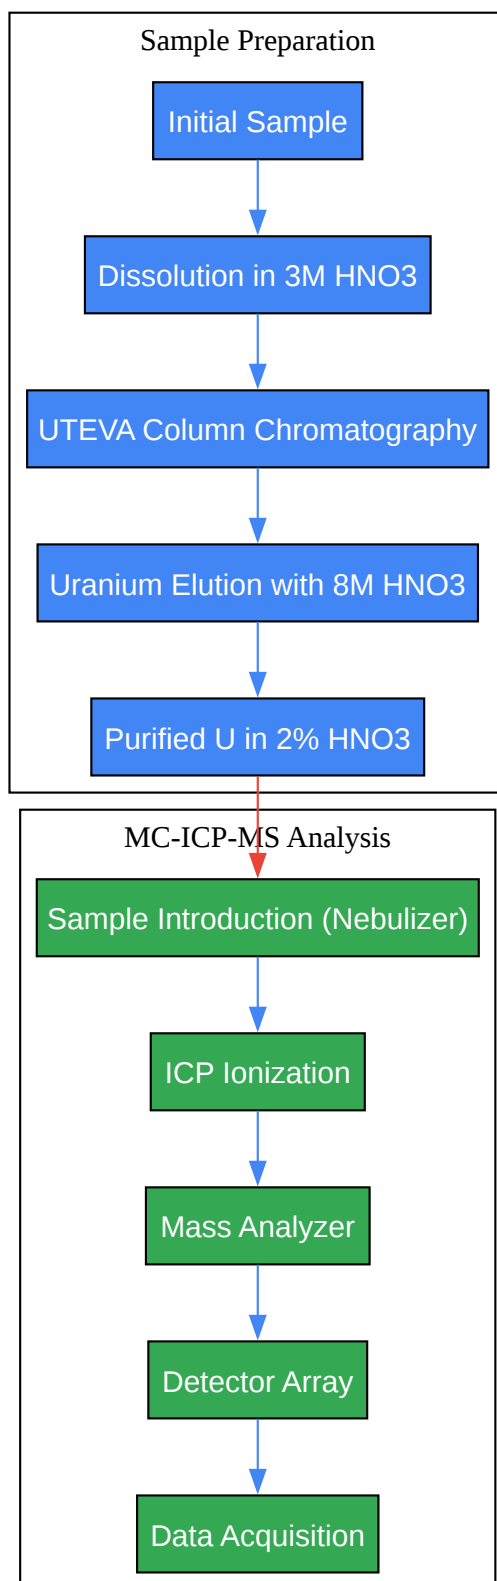 Sample Preparation
Initial Sample
Dissolution in 3M HNO3
UTEVA Column Chromatography
Uranium Elution with 8M HNO3
Purified U in 2% HNO3
MC-ICP-MS Analysis
Sample Introduction (Nebulizer)
ICP Ionization
Mass Analyzer
Detector Array
Data Acquisition